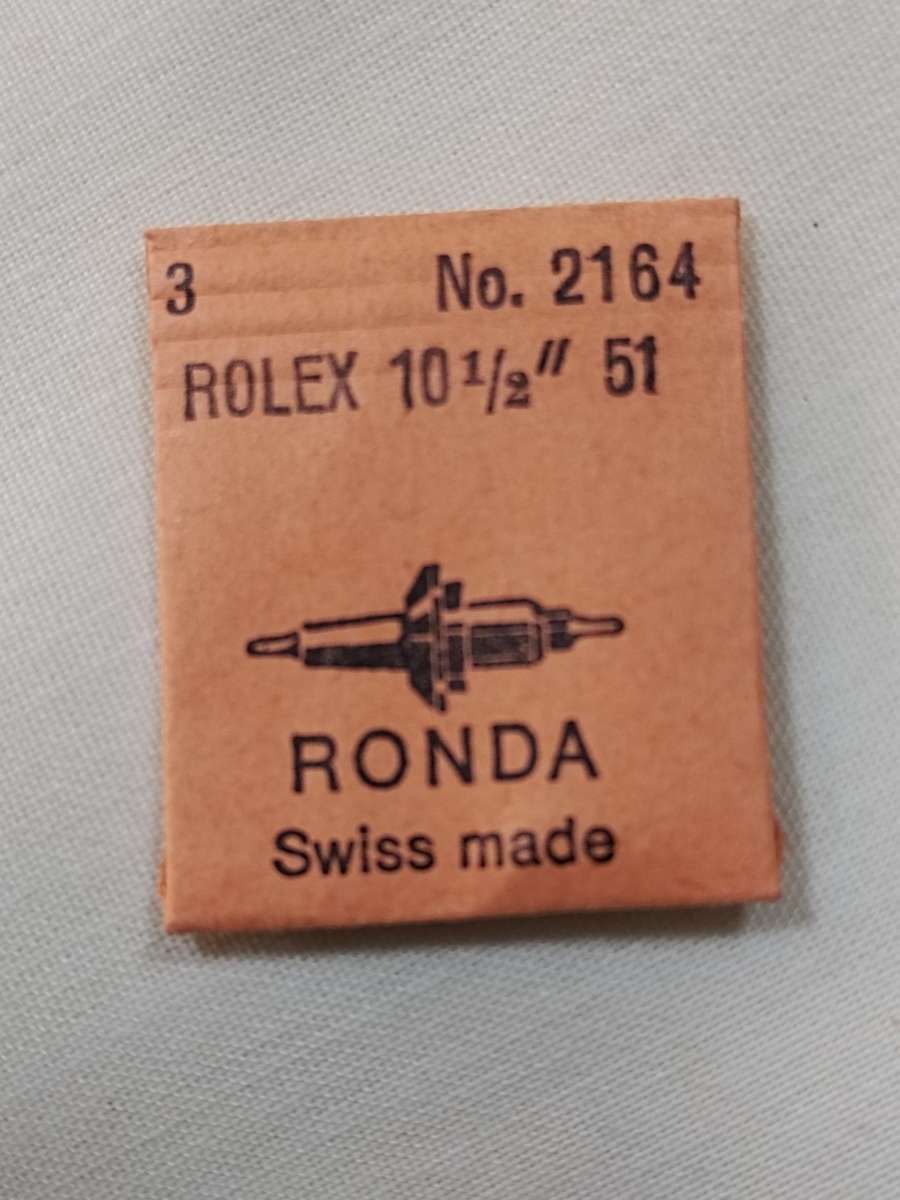 3 No. 2164
ROLEX 10 1/2″ 51
RONDA
Swiss made